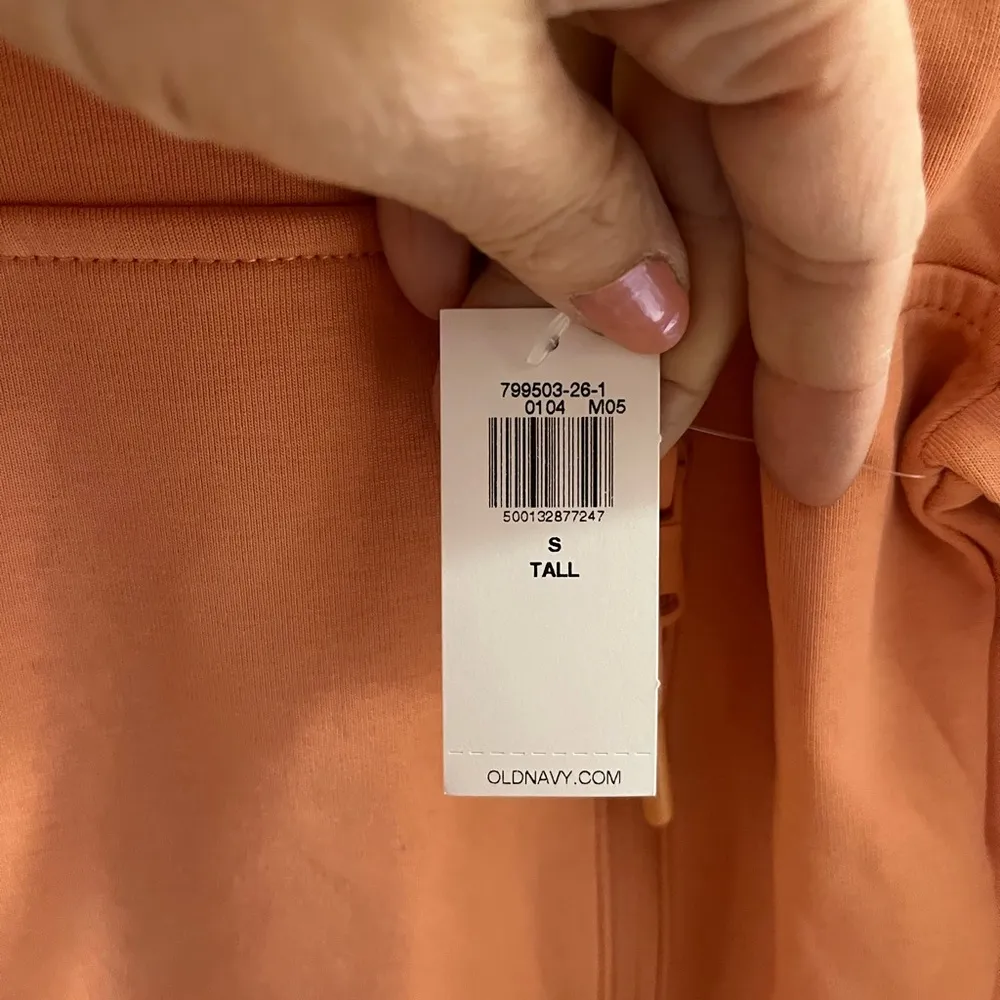 799503-26-1
0104 M05
500132877247
S
TALL
OLDNAVY.COM